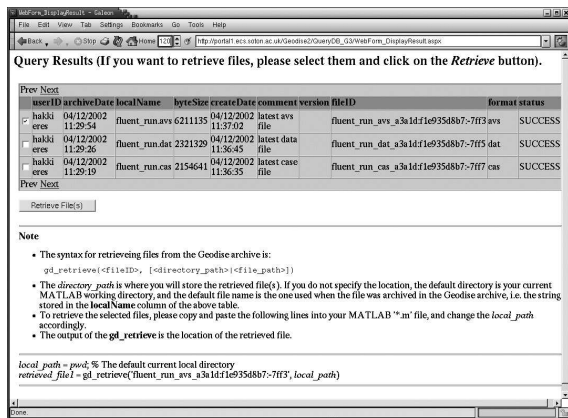 WebForm_DisplayResult - Galeon
File Edit View Tab Settings Bookmarks Go Tools Help
Back Stop Home 120 http://portal1.ecs.soton.ac.uk/Geodise2/QueryDB_G3/WebForm_DisplayResult.aspx
Query Results (If you want to retrieve files, please select them and click on the Retrieve button).
Prev Next
userID archiveDate localName byteSize createDate comment version fileID format status
hakki eres 04/12/2002 11:29:54 fluent_run.avs 6211135 04/12/2002 11:37:02 latest avs file fluent_run_avs_a3a1d:f1e935d8b7:-7ff3 avs SUCCESS
hakki eres 04/12/2002 11:29:26 fluent_run.dat 2321329 04/12/2002 11:36:45 latest data file fluent_run_dat_a3a1d:f1e935d8b7:-7ff5 dat SUCCESS
hakki eres 04/12/2002 11:29:19 fluent_run.cas 2154641 04/12/2002 11:36:35 latest case file fluent_run_cas_a3a1d:f1e935d8b7:-7ff7 cas SUCCESS
Prev Next
Retrieve File(s)
Note
• The syntax for retrieveing files from the Geodise archive is:
gd_retrieve(<fileID>, [<directory_path>|<file_path>])
• The directory_path is where you will store the retrieved file(s). If you do not specify the location, the default directory is your current
MATLAB working directory, and the default file name is the one used when the file was archived in the Geodise archive, i.e. the string
stored in the localName column of the above table.
• To retrieve the selected files, please copy and paste the following lines into your MATLAB '*.m' file, and change the local_path
accordingly.
• The output of the gd_retrieve is the location of the retrieved file.
local_path = pwd; % The default current local directory
retrieved_file1 = gd_retrieve('fluent_run_avs_a3a1d:f1e935d8b7:-7ff3', local_path)
Done.